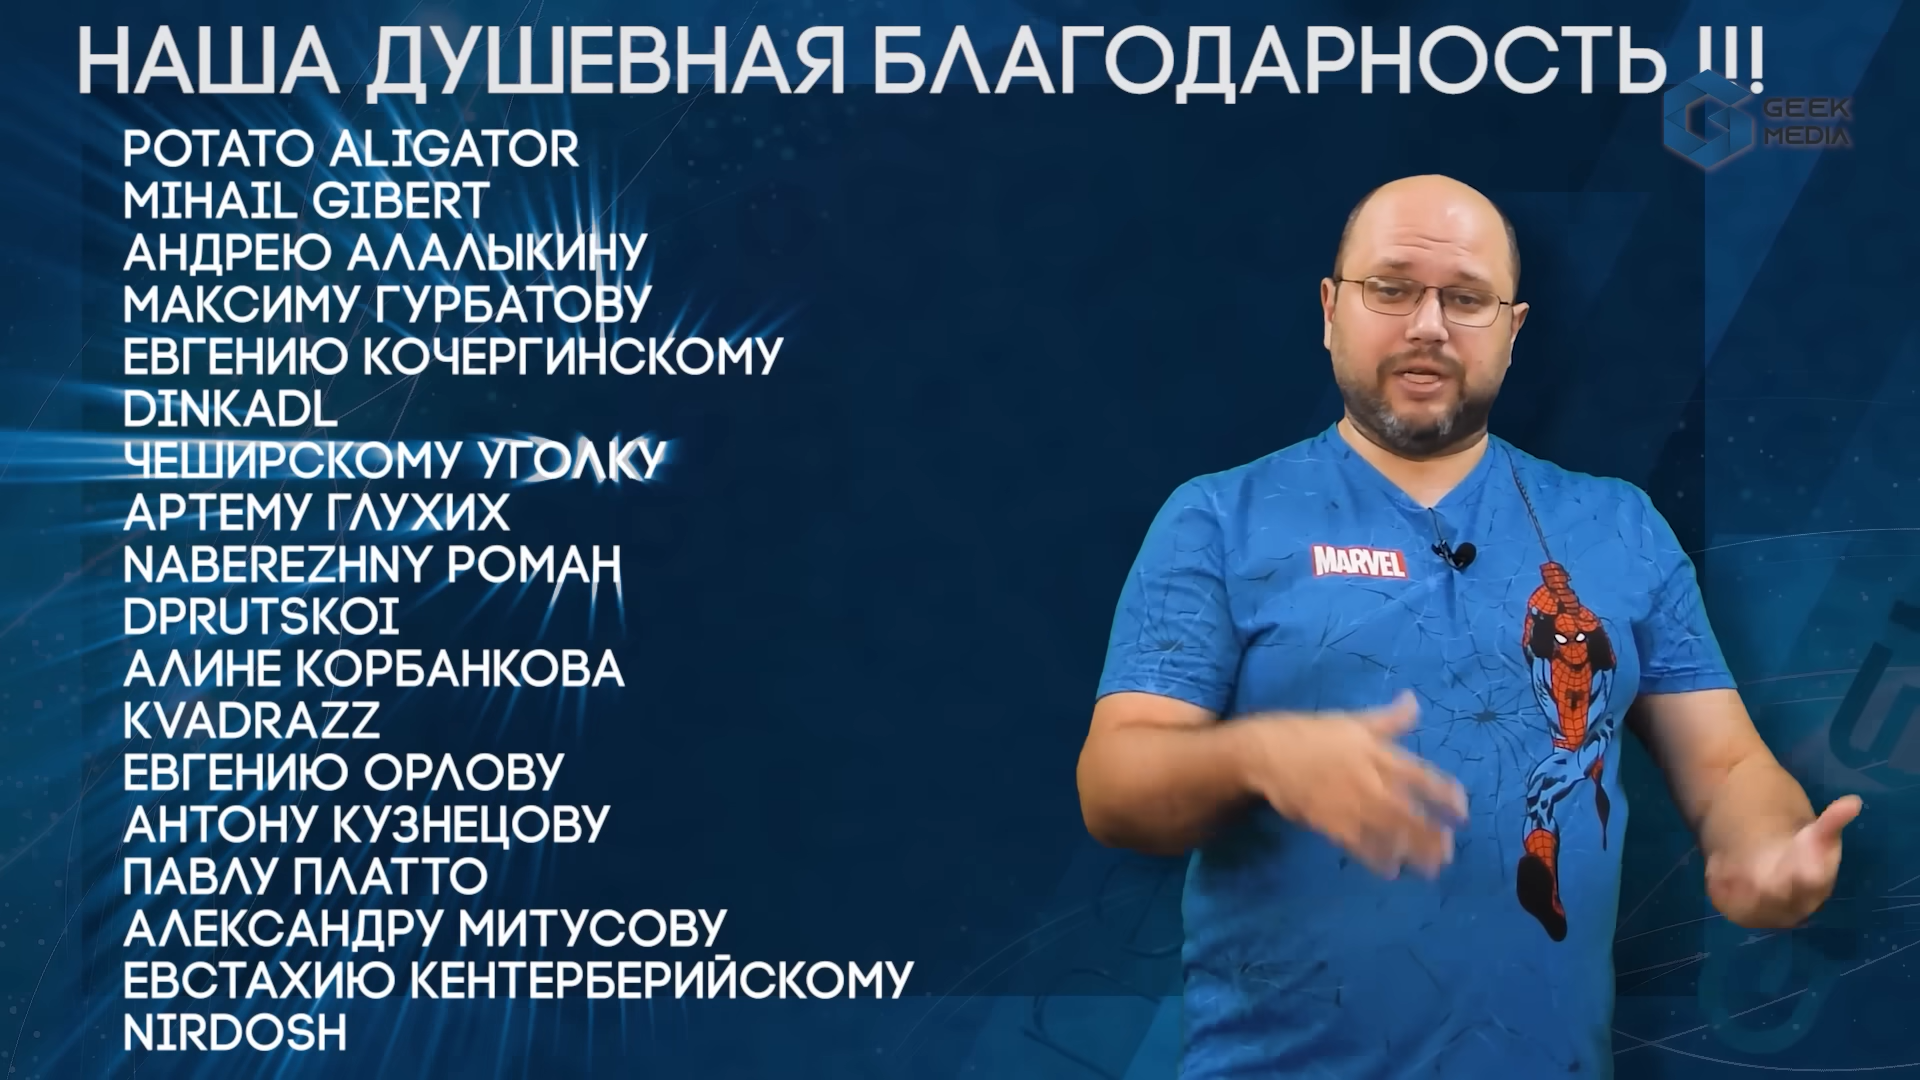 НАША ДУШЕВНАЯ БЛАГОДАРНОСТЬ !!!
GEEK
MEDIA
POTATO ALIGATOR
MIHAIL GIBERT
АНДРЕЮ АЛАЛЫКИНУ
МАКСИМУ ГУРБАТОВУ
ЕВГЕНИЮ КОЧЕРГИНСКОМУ
DINKADL
ЧЕШИРСКОМУ УГОЛКУ
АРТЕМУ ГЛУХИХ
NABEREZHNY РОМАН
DPRUTSKOI
АЛИНЕ КОРБАНКОВА
KVADRAZZ
ЕВГЕНИЮ ОРЛОВУ
АНТОНУ КУЗНЕЦОВУ
ПАВЛУ ПЛАТТО
АЛЕКСАНДРУ МИТУСОВУ
ЕВСТАХИЮ КЕНТЕРБЕРИЙСКОМУ
NIRDOSH
MARVEL